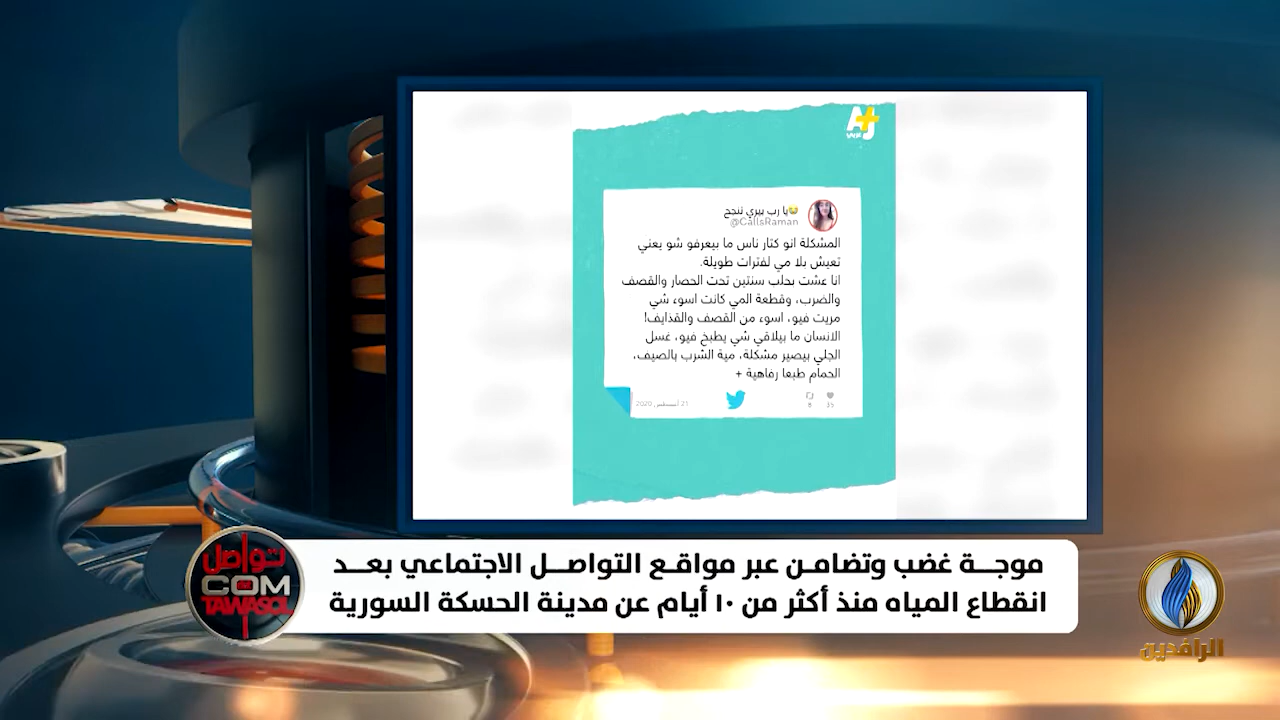 عربي
يا رب بيري تنجح😭
@CallsRaman
المشكلة انو كتار ناس ما بيعرفو شو يعني
تعيش بلا مي لفترات طويلة.
انا عشت بحلب سنتين تحت الحصار والقصف
والضرب، وقطعة المي كانت اسوء شي
مريت فيو، اسوء من القصف والقذايف!
الانسان ما بيلاقي شي يطبخ فيو، غسل
الجلي بيصير مشكلة، مية الشرب بالصيف،
الحمام طبعا رفاهية +
21 أغسطس 2020
8
35
موجة غضب وتضامن عبر مواقع التواصل الاجتماعي بعد
انقطاع المياه منذ أكثر من ١٠ أيام عن مدينة الحسكة السورية
تواصل
COM
TAWASOL
الرافدين